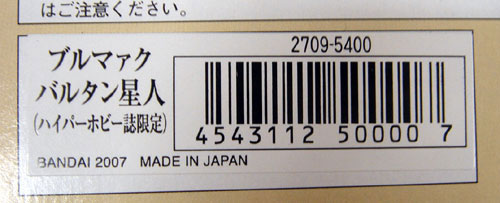 はご注意ください。
2709-5400
ブルマァク
バルタン星人
(ハイパーホビー誌限定)
4543112 50000 7
BANDAI 2007 MADE IN JAPAN